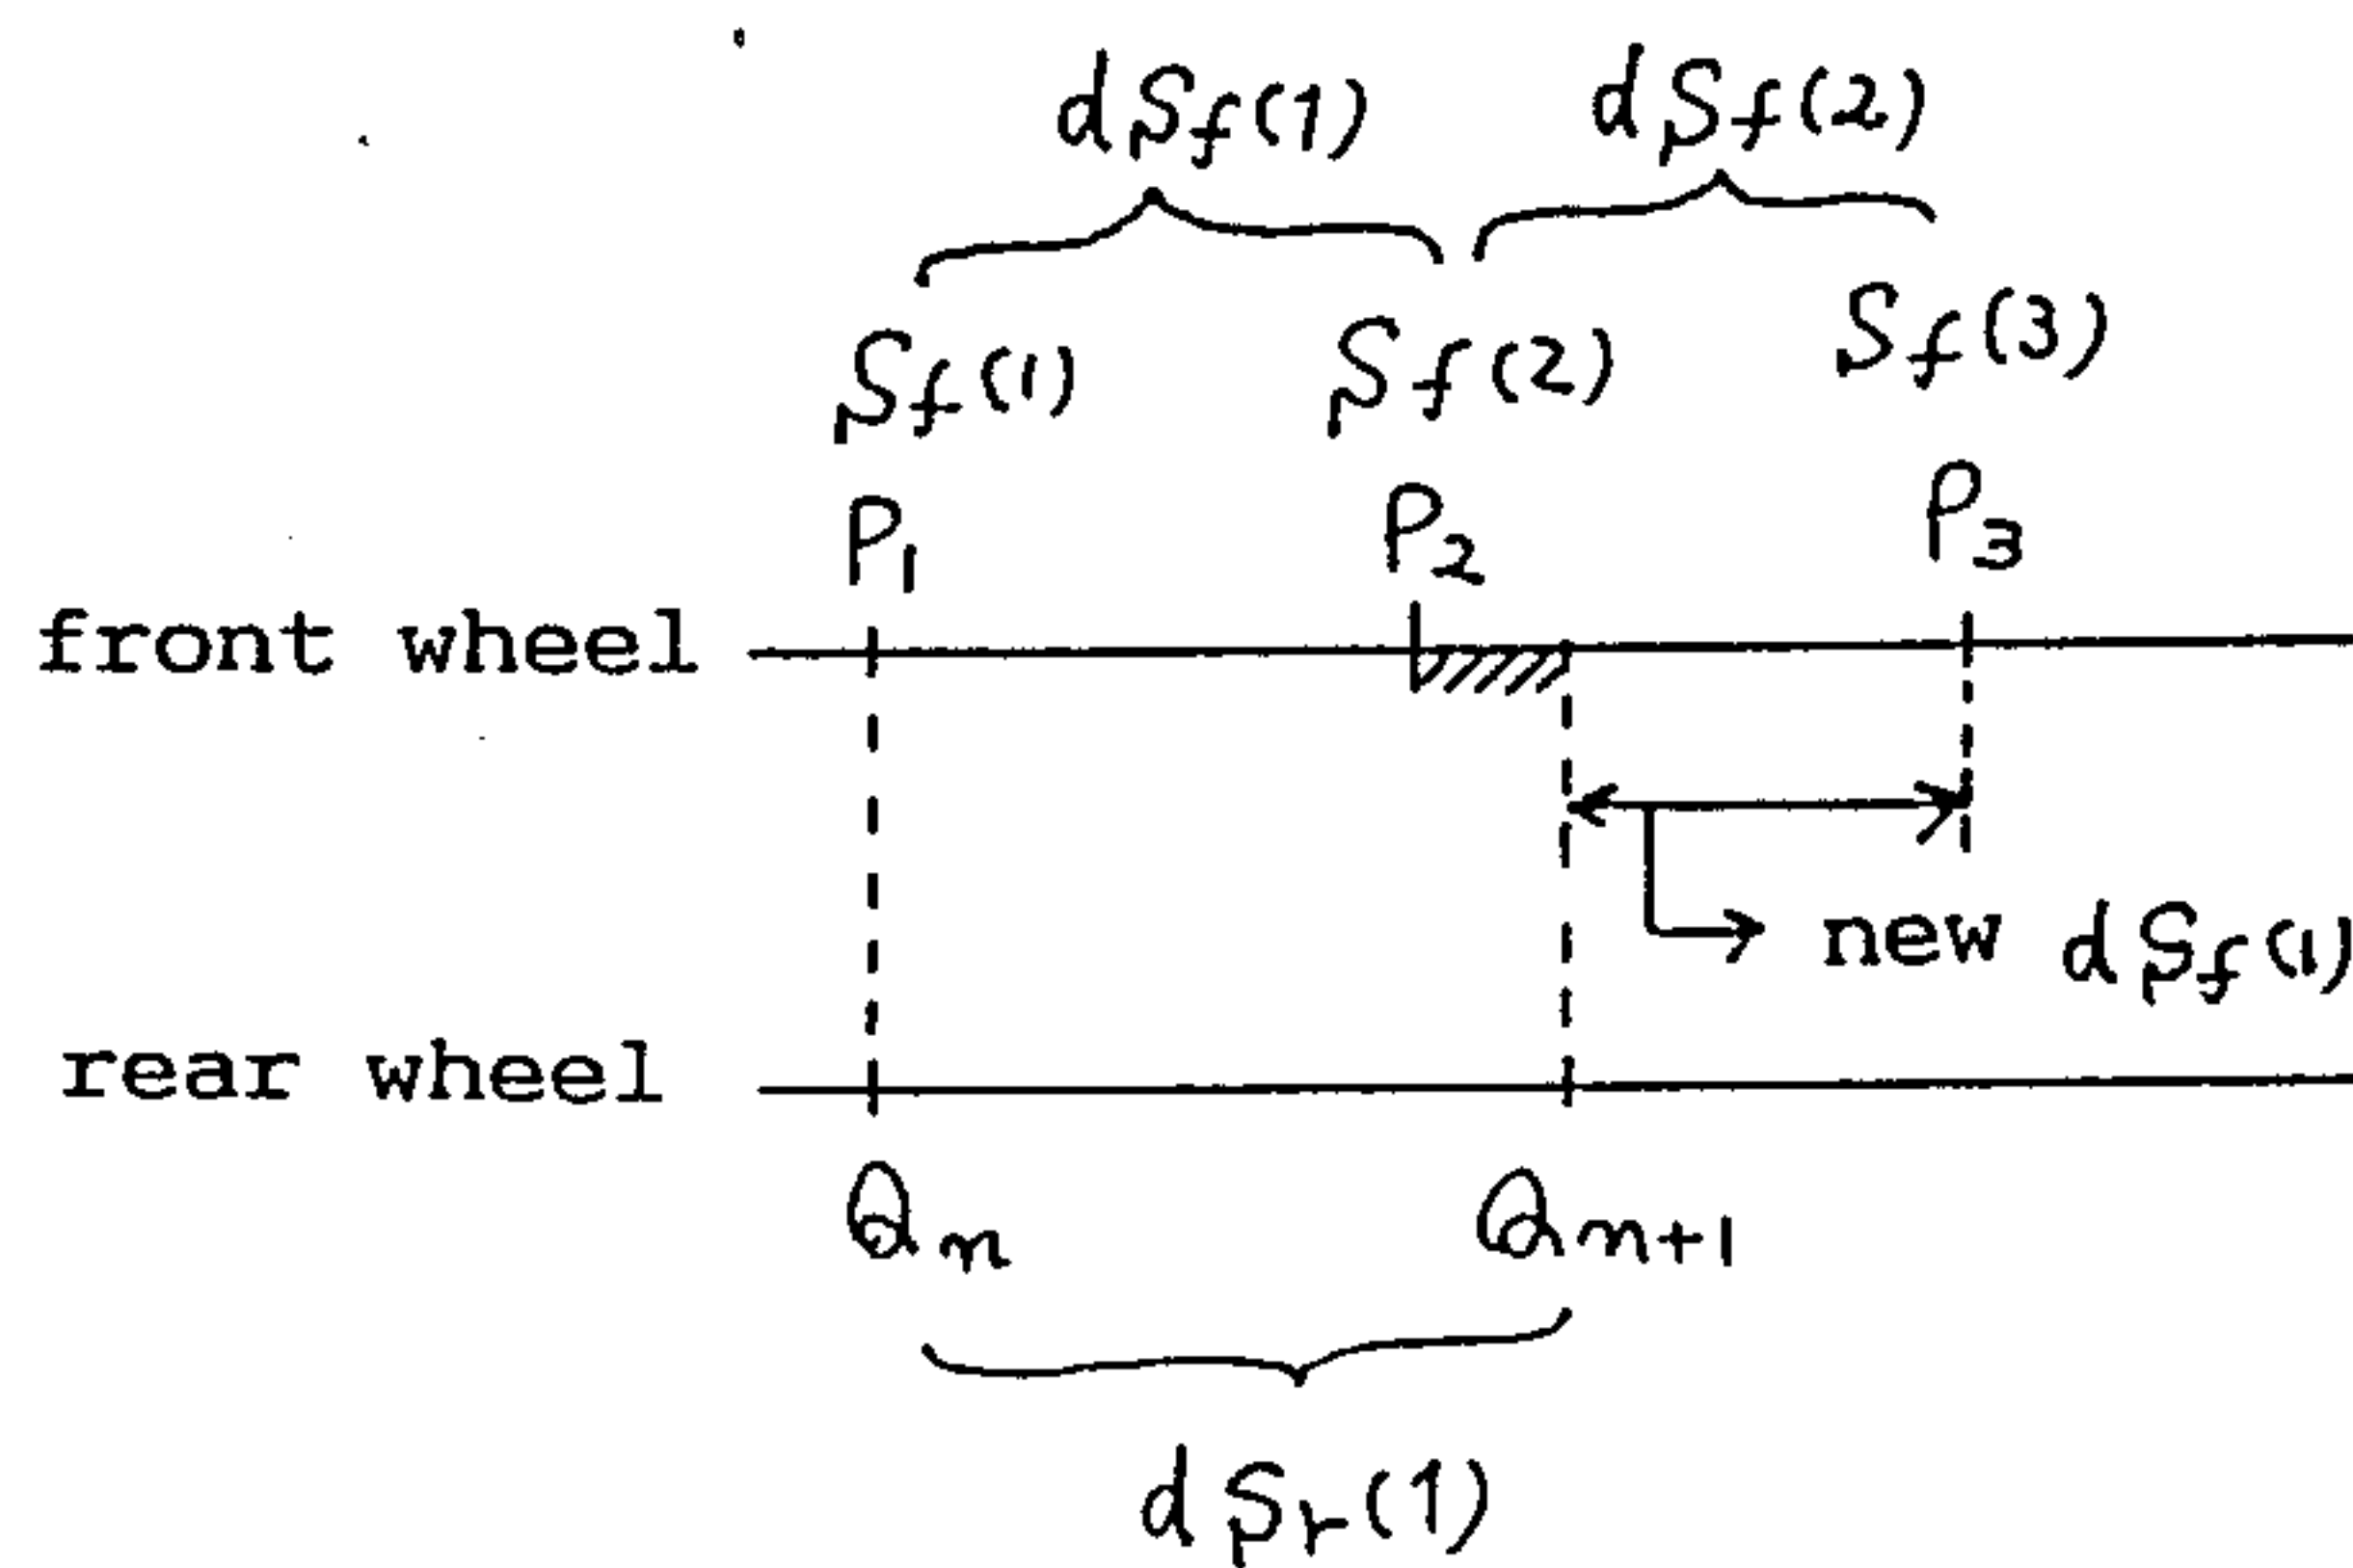 dSf(1) dSf(2)
Sf(1) Sf(2) Sf(3)
P1 P2 P3
front wheel
new dSf(1)
rear wheel
Qn Qn+1
dSr(1)